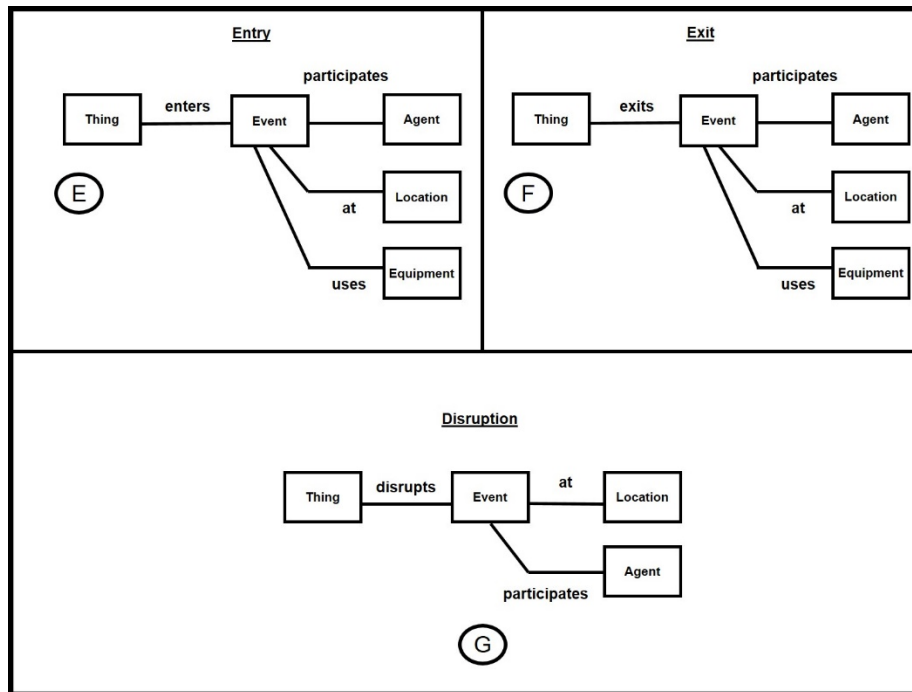 Entry
participates
enters
Thing
Event
Agent
E
Location
at
Equipment
uses
Exit
participates
exits
Thing
Event
Agent
F
Location
at
Equipment
uses
Disruption
disrupts
at
Thing
Event
Location
Agent
participates
G